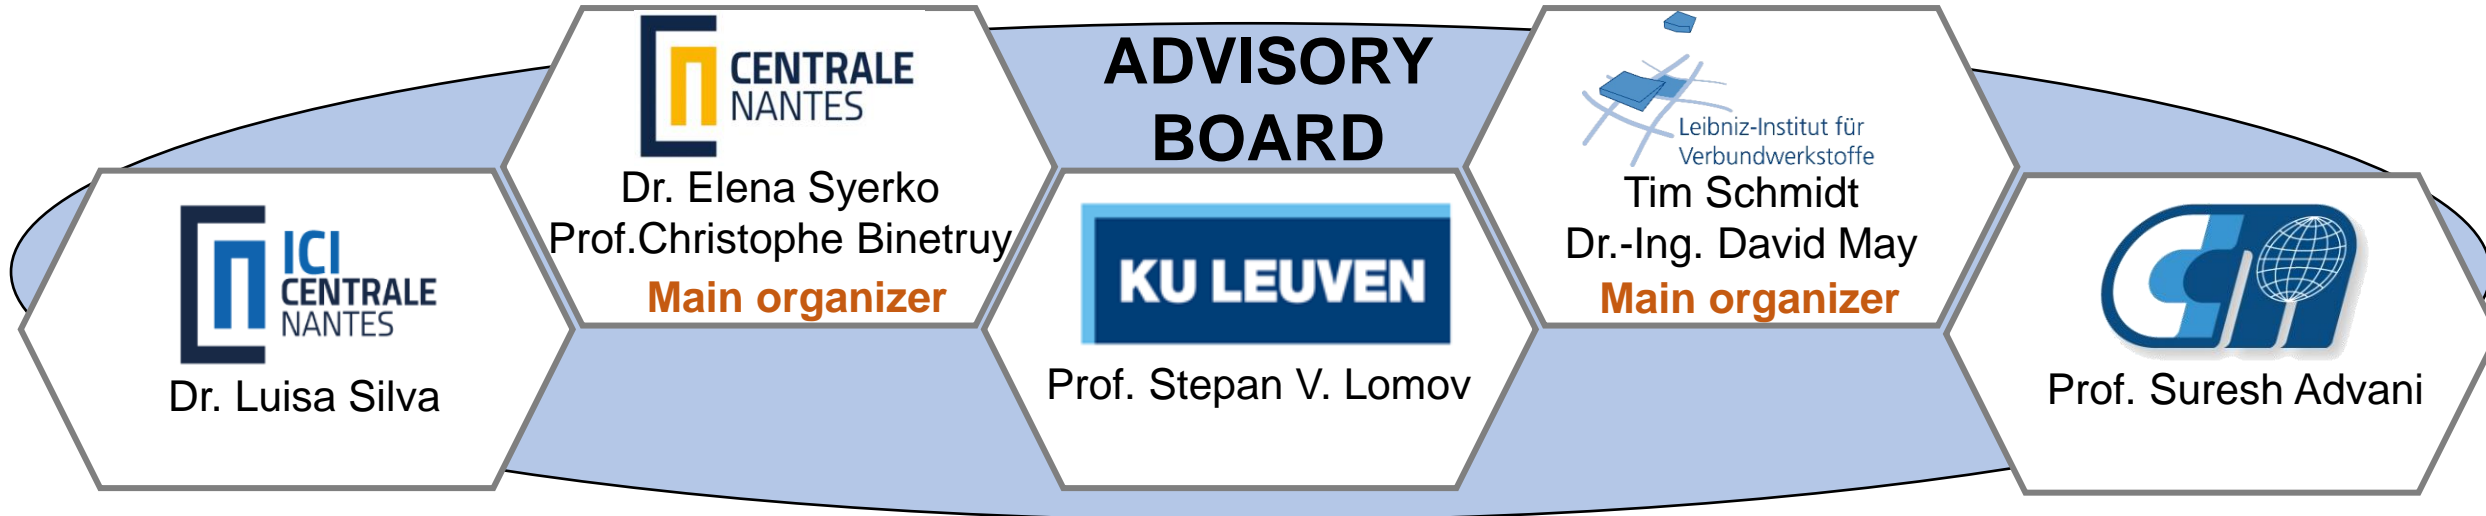 ADVISORY
BOARD
ICI
CENTRALE
NANTES
Dr. Luisa Silva
CENTRALE
NANTES
Dr. Elena Syerko
Prof.Christophe Binetruy
Main organizer
KU LEUVEN
Prof. Stepan V. Lomov
Leibniz-Institut für
Verbundwerkstoffe
Tim Schmidt
Dr.-Ing. David May
Main organizer
Prof. Suresh Advani